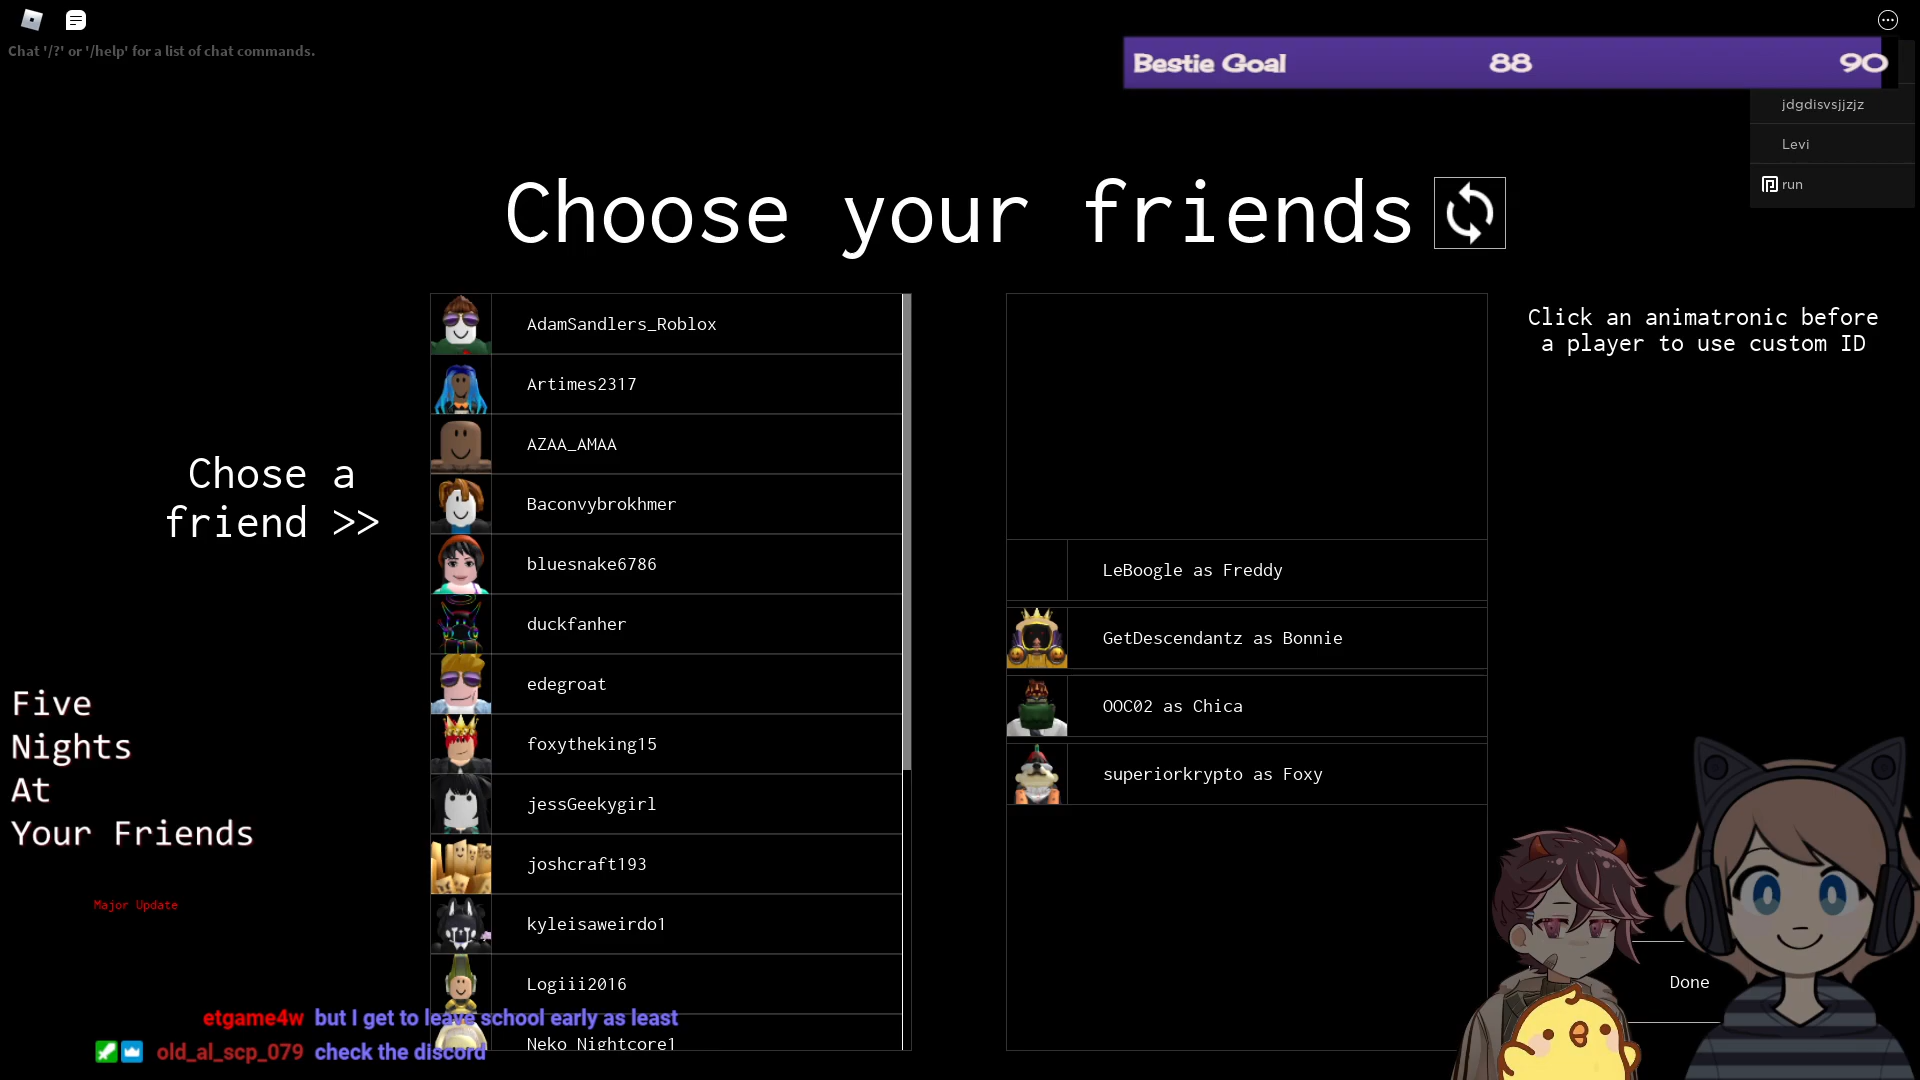 Chat '/?' or '/help' for a list of chat commands.
Bestie Goal 88 90
jdgdisvsjjzjz
Levi
run
Choose your friends
Click an animatronic before
a player to use custom ID
Chose a
friend >>
AdamSandlers_Roblox
Artimes2317
AZAA_AMAA
Baconvybrokhmer
bluesnake6786
duckfanher
edegroat
foxytheking15
jessGeekygirl
joshcraft193
kyleisaweirdo1
Logiii2016
Neko_Nightcore1
LeBoogle as Freddy
GetDescendantz as Bonnie
OOC02 as Chica
superiorkrypto as Foxy
Five
Nights
At
Your Friends
Major Update
Done
etgame4w but I get to leave school early as least
old_al_scp_079 check the discord